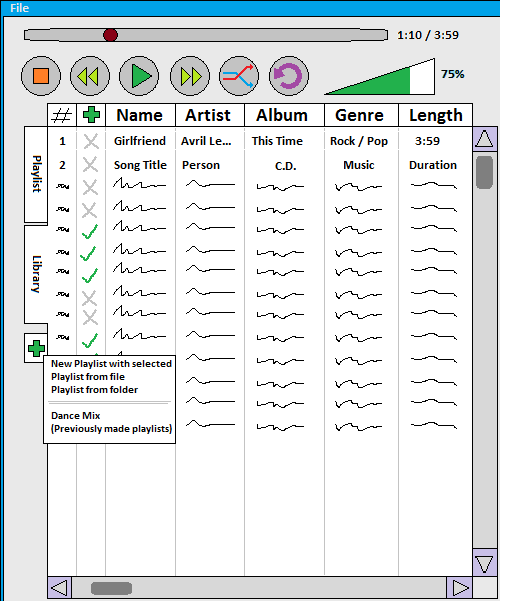 File
1:10 / 3:59
75%
# Name Artist Album Genre Length
1 Girlfriend Avril Le... This Time Rock / Pop 3:59
2 Song Title Person C.D. Music Duration
Playlist
Library
New Playlist with selected
Playlist from file
Playlist from folder
Dance Mix
(Previously made playlists)